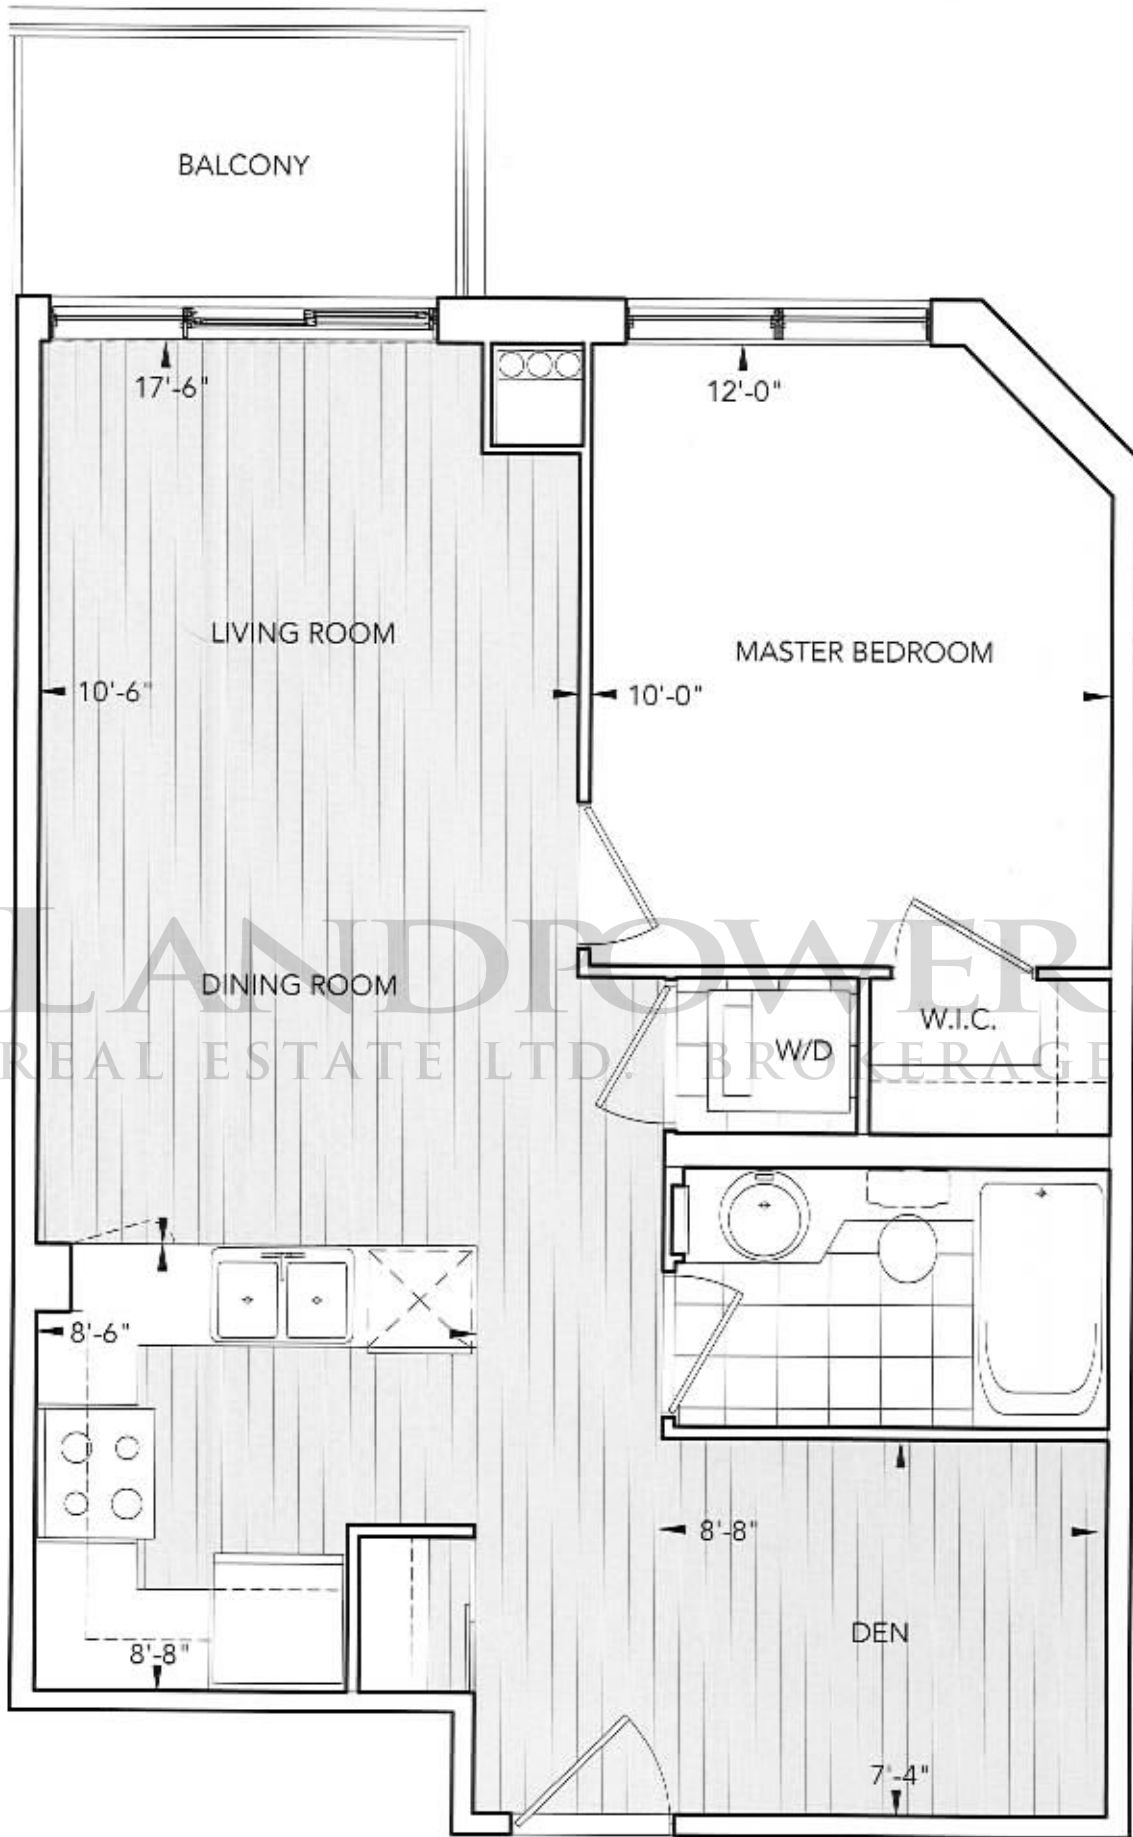 BALCONY
17'-6"
12'-0"
LIVING ROOM
MASTER BEDROOM
10'-6"
10'-0"
LANDPOWER
DINING ROOM
W.I.C.
W/D
REAL ESTATE LTD. BROKERAGE
8'-6"
8'-8"
DEN
8'-8"
7'-4"